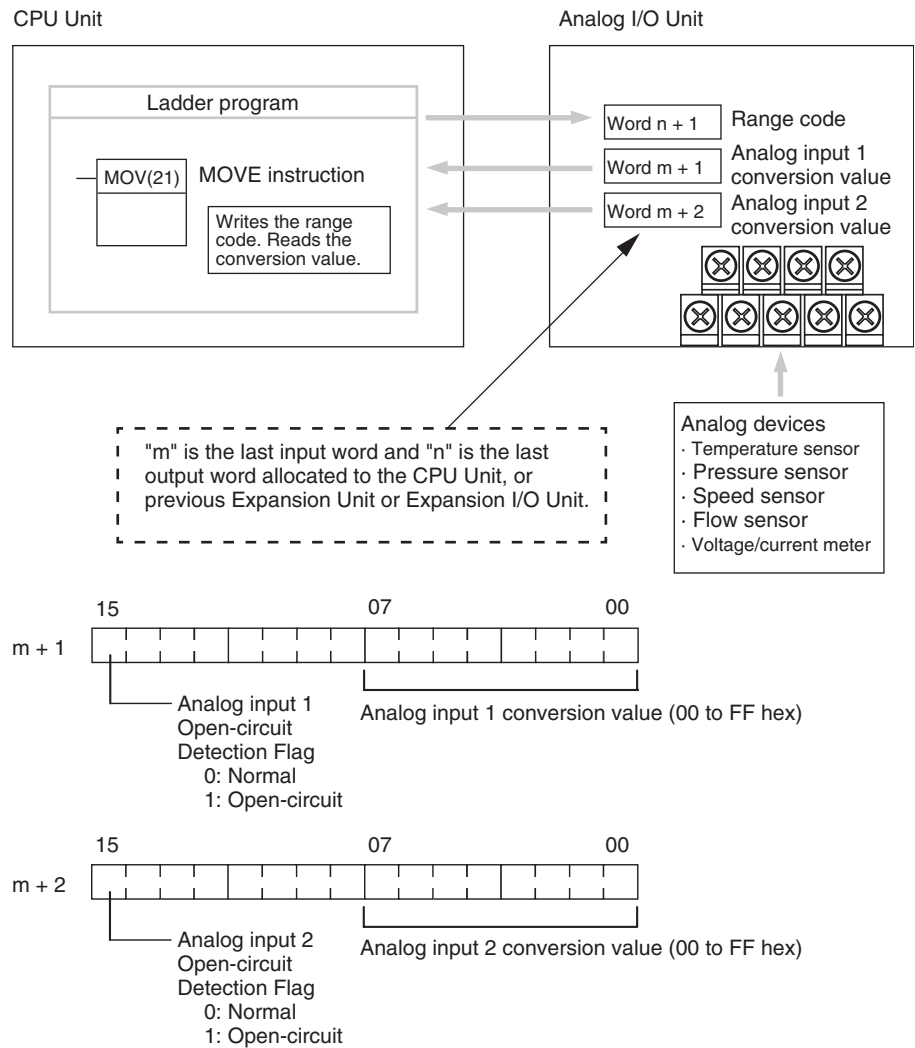 CPU Unit
Analog I/O Unit
Ladder program
MOV(21)
MOVE instruction
Writes the range
code. Reads the
conversion value.
Word n + 1
Range code
Word m + 1
Analog input 1
conversion value
Word m + 2
Analog input 2
conversion value
"m" is the last input word and "n" is the last
output word allocated to the CPU Unit, or
previous Expansion Unit or Expansion I/O Unit.
Analog devices
· Temperature sensor
· Pressure sensor
· Speed sensor
· Flow sensor
· Voltage/current meter
15 07 00
m + 1
Analog input 1
Open-circuit
Detection Flag
0: Normal
1: Open-circuit
Analog input 1 conversion value (00 to FF hex)
15 07 00
m + 2
Analog input 2
Open-circuit
Detection Flag
0: Normal
1: Open-circuit
Analog input 2 conversion value (00 to FF hex)